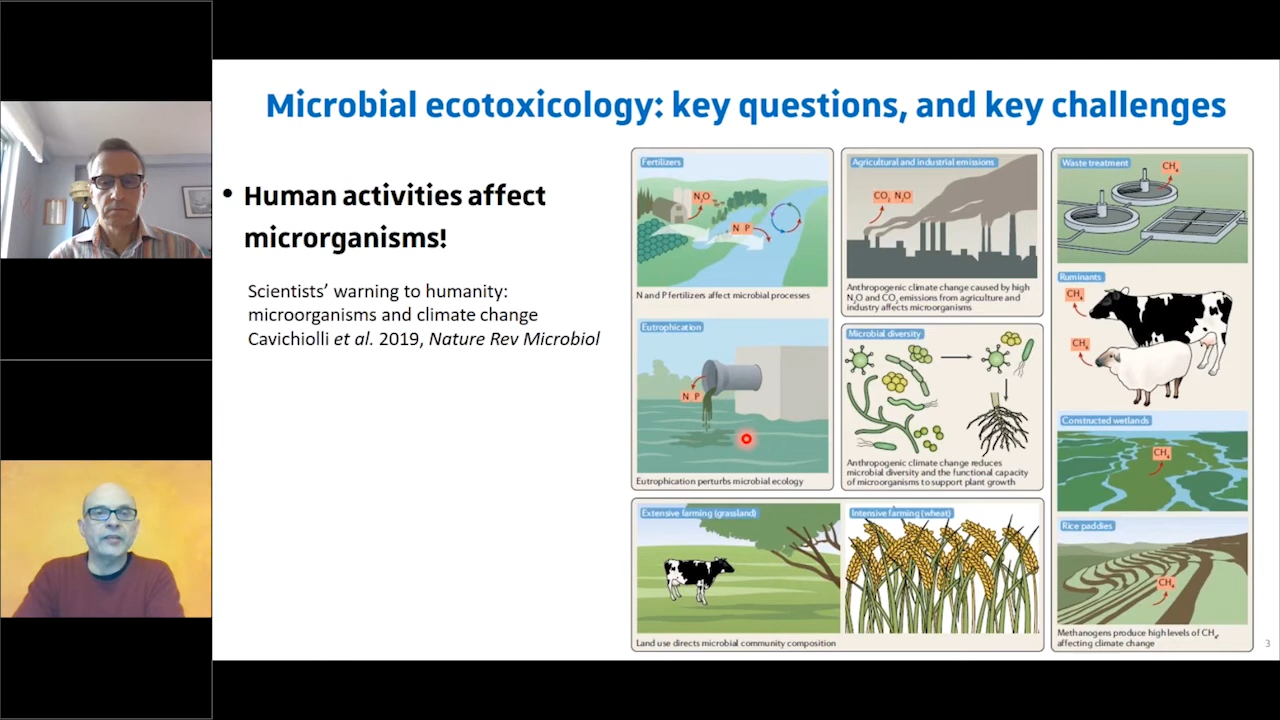 Microbial ecotoxicology: key questions, and key challenges
• Human activities affect
microrganisms!
Scientists’ warning to humanity:
microorganisms and climate change
Cavichiolli et al. 2019, Nature Rev Microbiol
Fertilizers
N2O
N P
N and P fertilizers affect microbial processes
Eutrophication
N P
Eutrophication perturbs microbial ecology
Agricultural and industrial emissions
CO2 N2O
Anthropogenic climate change caused by high
N2O and CO2 emissions from agriculture and
industry affects microorganisms
Microbial diversity
Anthropogenic climate change reduces
microbial diversity and the functional capacity
of microorganisms to support plant growth
Extensive farming (grassland)
Intensive farming (wheat)
Land use directs microbial community composition
Waste treatment
CH4
Ruminants
CH4
CH4
Constructed wetlands
CH4
Rice paddies
CH4
Methanogens produce high levels of CH4,
affecting climate change
3